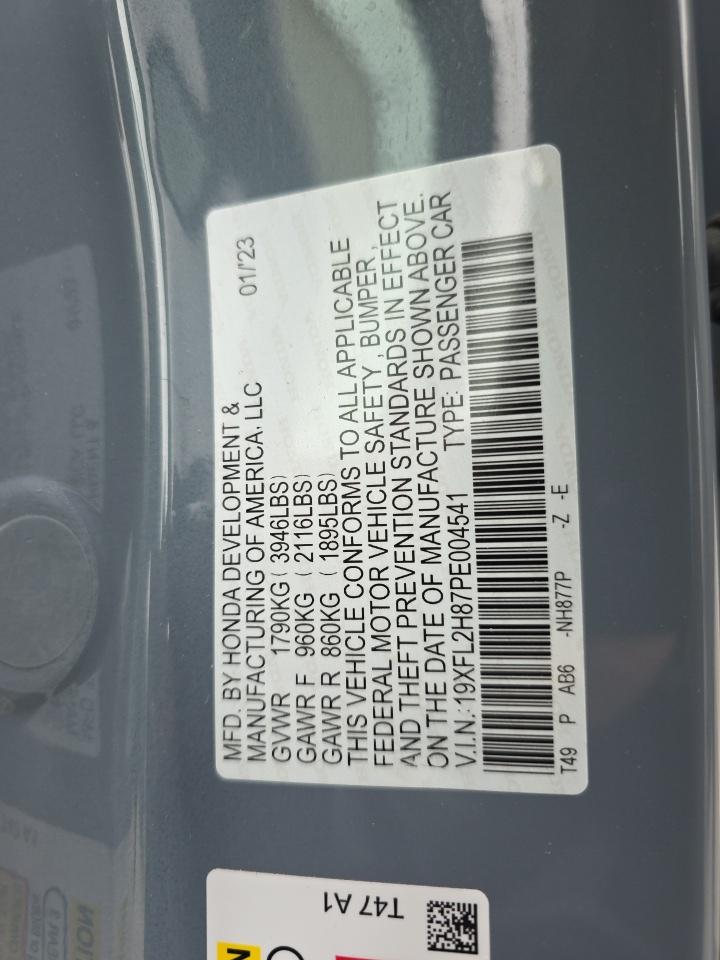 MFD. BY HONDA DEVELOPMENT &
MANUFACTURING OF AMERICA, LLC 01/'23
GVWR 1790KG ( 3946LBS)
GAWR F 960KG ( 2116LBS)
GAWR R 860KG ( 1895LBS)
THIS VEHICLE CONFORMS TO ALL APPLICABLE
FEDERAL MOTOR VEHICLE SAFETY , BUMPER ,
AND THEFT PREVENTION STANDARDS IN EFFECT
ON THE DATE OF MANUFACTURE SHOWN ABOVE.
V.I.N.:19XFL2H87PE004541 TYPE: PASSENGER CAR
T49 P AB6 -NH877P -Z -E
T47 A1